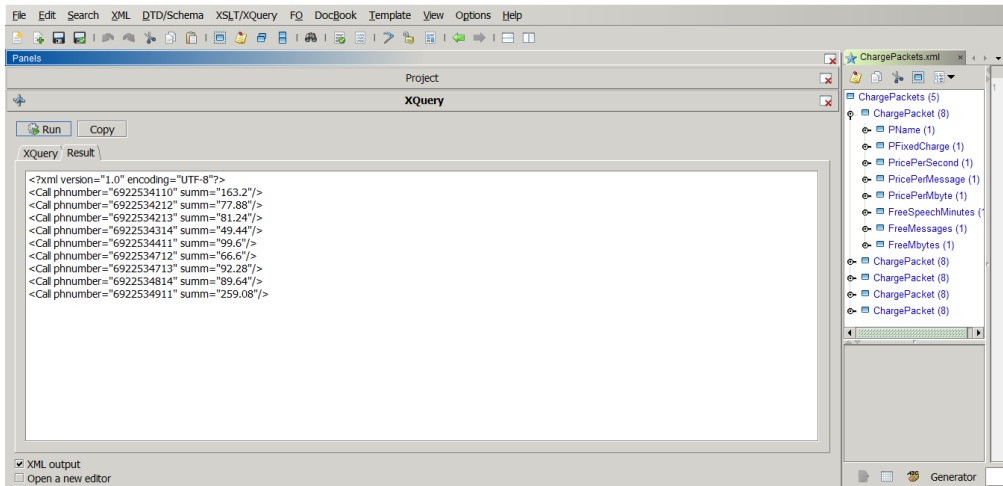 File Edit Search XML DTD/Schema XSLT/XQuery FO DocBook Template View Options Help
Panels
Project
XQuery
Run Copy
XQuery Result
<?xml version="1.0" encoding="UTF-8"?>
<Call phnumber="6922534110" summ="163.2"/>
<Call phnumber="6922534212" summ="77.88"/>
<Call phnumber="6922534213" summ="81.24"/>
<Call phnumber="6922534314" summ="49.44"/>
<Call phnumber="6922534411" summ="99.6"/>
<Call phnumber="6922534712" summ="66.6"/>
<Call phnumber="6922534713" summ="92.28"/>
<Call phnumber="6922534814" summ="89.64"/>
<Call phnumber="6922534911" summ="259.08"/>
XML output
Open a new editor
ChargePackets.xml
1
ChargePackets (5)
ChargePacket (8)
PName (1)
PFixedCharge (1)
PricePerSecond (1)
PricePerMessage (1)
PricePerMbyte (1)
FreeSpeechMinutes (1
FreeMessages (1)
FreeMbytes (1)
ChargePacket (8)
ChargePacket (8)
ChargePacket (8)
ChargePacket (8)
Generator